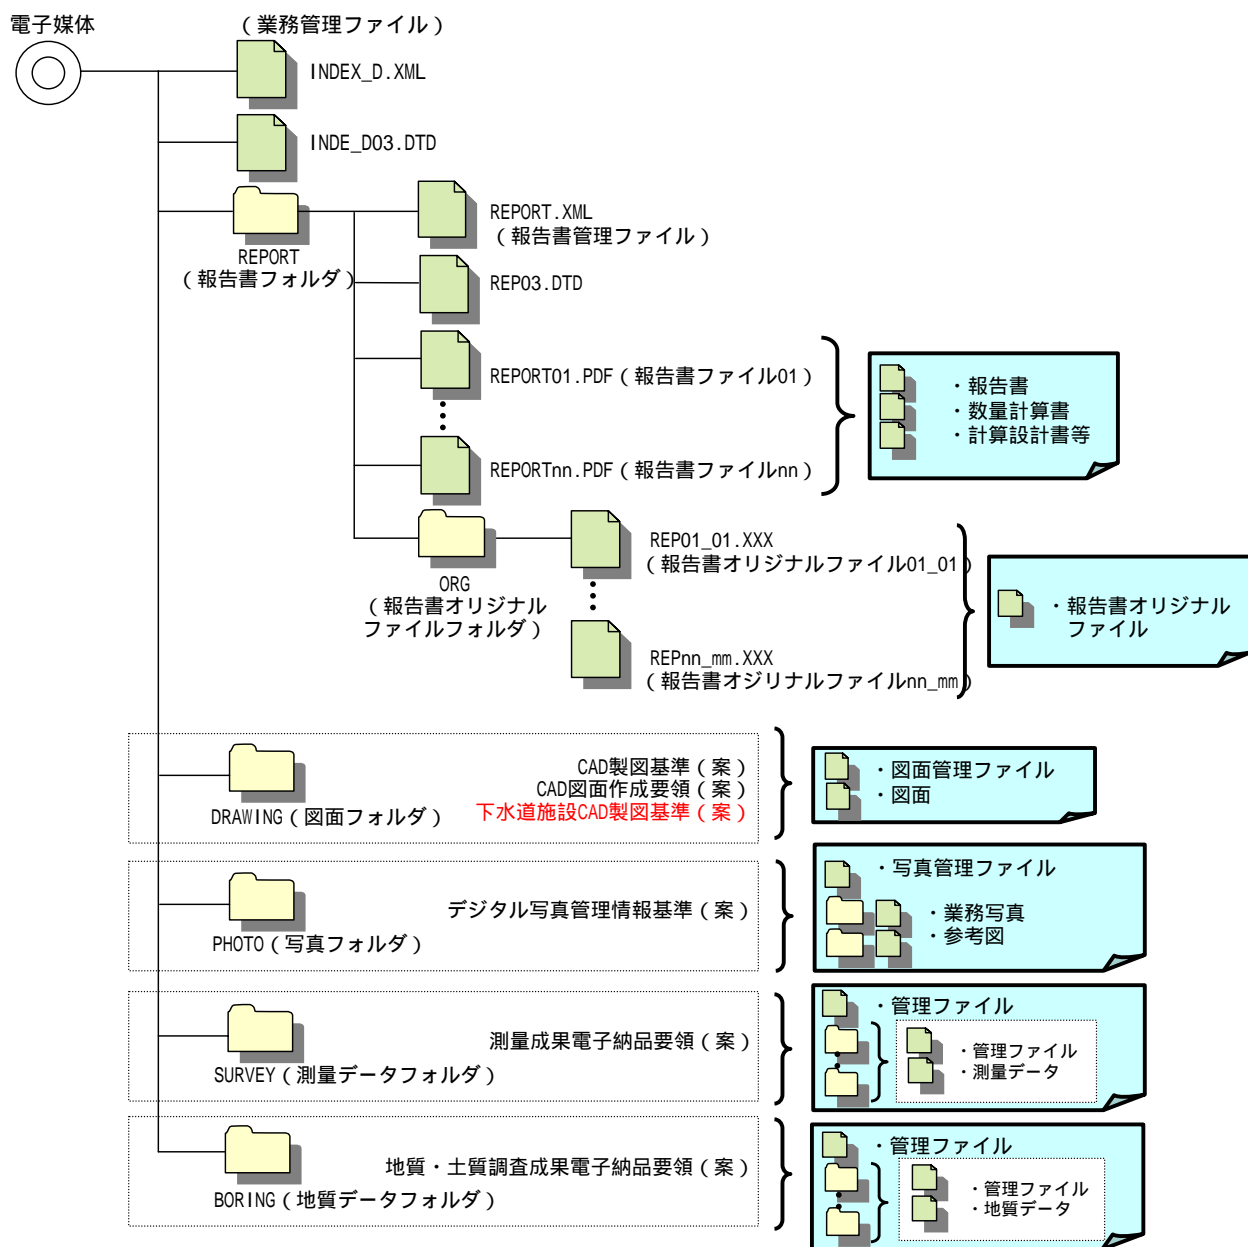 電子媒体
（業務管理ファイル）
INDEX_D.XML
INDE_D03.DTD
REPORT
（報告書フォルダ）
REPORT.XML
（報告書管理ファイル）
REP03.DTD
REPORT01.PDF（報告書ファイル01）
REPORTnn.PDF（報告書ファイルnn）
・報告書
・数量計算書
・計算設計書等
ORG
（報告書オリジナル
ファイルフォルダ）
REP01_01.XXX
（報告書オリジナルファイル01_01）
REPnn_mm.XXX
（報告書オジリナルファイルnn_mm）
・報告書オリジナル
ファイル
DRAWING（図面フォルダ）
CAD製図基準（案）
CAD図面作成要領（案）
下水道施設CAD製図基準（案）
・図面管理ファイル
・図面
PHOTO（写真フォルダ）
デジタル写真管理情報基準（案）
・写真管理ファイル
・業務写真
・参考図
SURVEY（測量データフォルダ）
測量成果電子納品要領（案）
・管理ファイル
・管理ファイル
・測量データ
BORING（地質データフォルダ）
地質・土質調査成果電子納品要領（案）
・管理ファイル
・管理ファイル
・地質データ